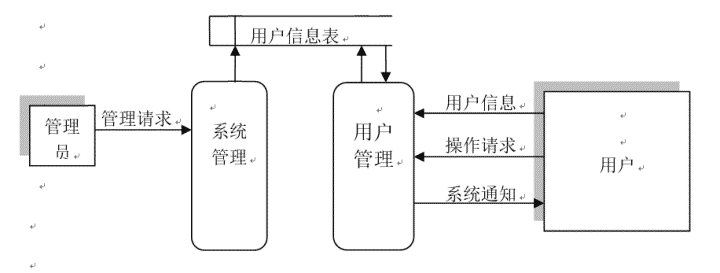 用户信息表
管理员
管理请求
系统
管理
用户
管理
用户信息
操作请求
系统通知
用户